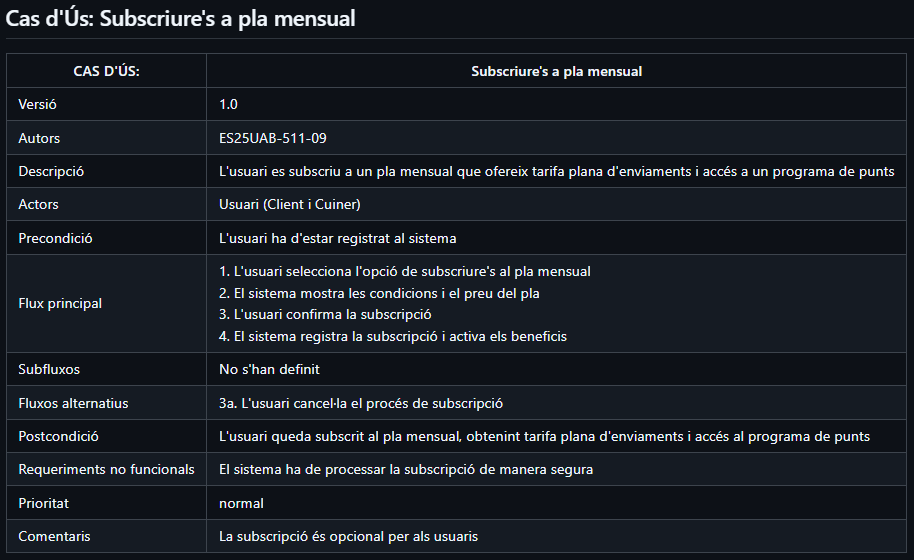 Cas d'Ús: Subscriure's a pla mensual
CAS D'ÚS: Subscriure's a pla mensual
Versió 1.0
Autors ES25UAB-511-09
Descripció L'usuari es subscriu a un pla mensual que ofereix tarifa plana d'enviaments i accés a un programa de punts
Actors Usuari (Client i Cuiner)
Precondició L'usuari ha d'estar registrat al sistema
Flux principal
1. L'usuari selecciona l'opció de subscriure's al pla mensual
2. El sistema mostra les condicions i el preu del pla
3. L'usuari confirma la subscripció
4. El sistema registra la subscripció i activa els beneficis
Subfluxos No s'han definit
Fluxos alternatius 3a. L'usuari cancel·la el procés de subscripció
Postcondició L'usuari queda subscrit al pla mensual, obtenint tarifa plana d'enviaments i accés al programa de punts
Requeriments no funcionals El sistema ha de processar la subscripció de manera segura
Prioritat normal
Comentaris La subscripció és opcional per als usuaris